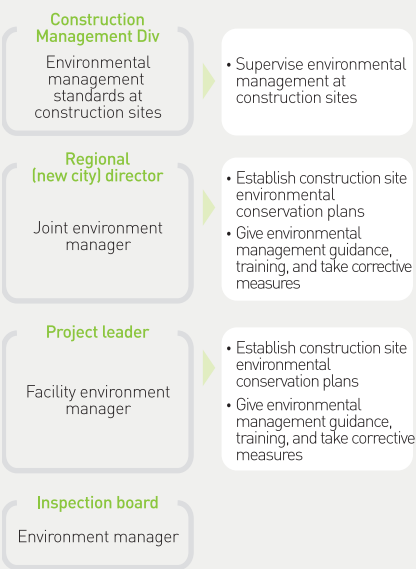 Construction
Management Div
Environmental
management
standards at
construction sites
• Supervise environmental
management at
construction sites
Regional
(new city) director
Joint environment
manager
• Establish construction site
environmental
conservation plans
• Give environmental
management guidance,
training, and take corrective
measures
Project leader
Facility environment
manager
• Establish construction site
environmental
conservation plans
• Give environmental
management guidance,
training, and take corrective
measures
Inspection board
Environment manager